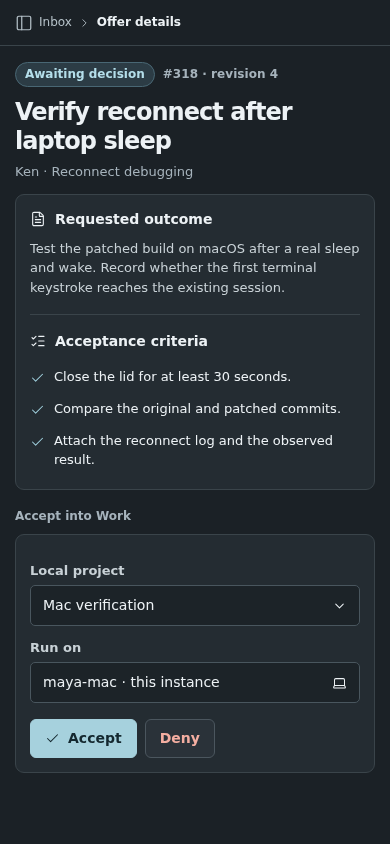 Inbox > Offer details
Awaiting decision #318 · revision 4
Verify reconnect after
laptop sleep
Ken · Reconnect debugging
Requested outcome
Test the patched build on macOS after a real sleep
and wake. Record whether the first terminal
keystroke reaches the existing session.
Acceptance criteria
Close the lid for at least 30 seconds.
Compare the original and patched commits.
Attach the reconnect log and the observed
result.
Accept into Work
Local project
Mac verification
Run on
maya-mac · this instance
Accept Deny